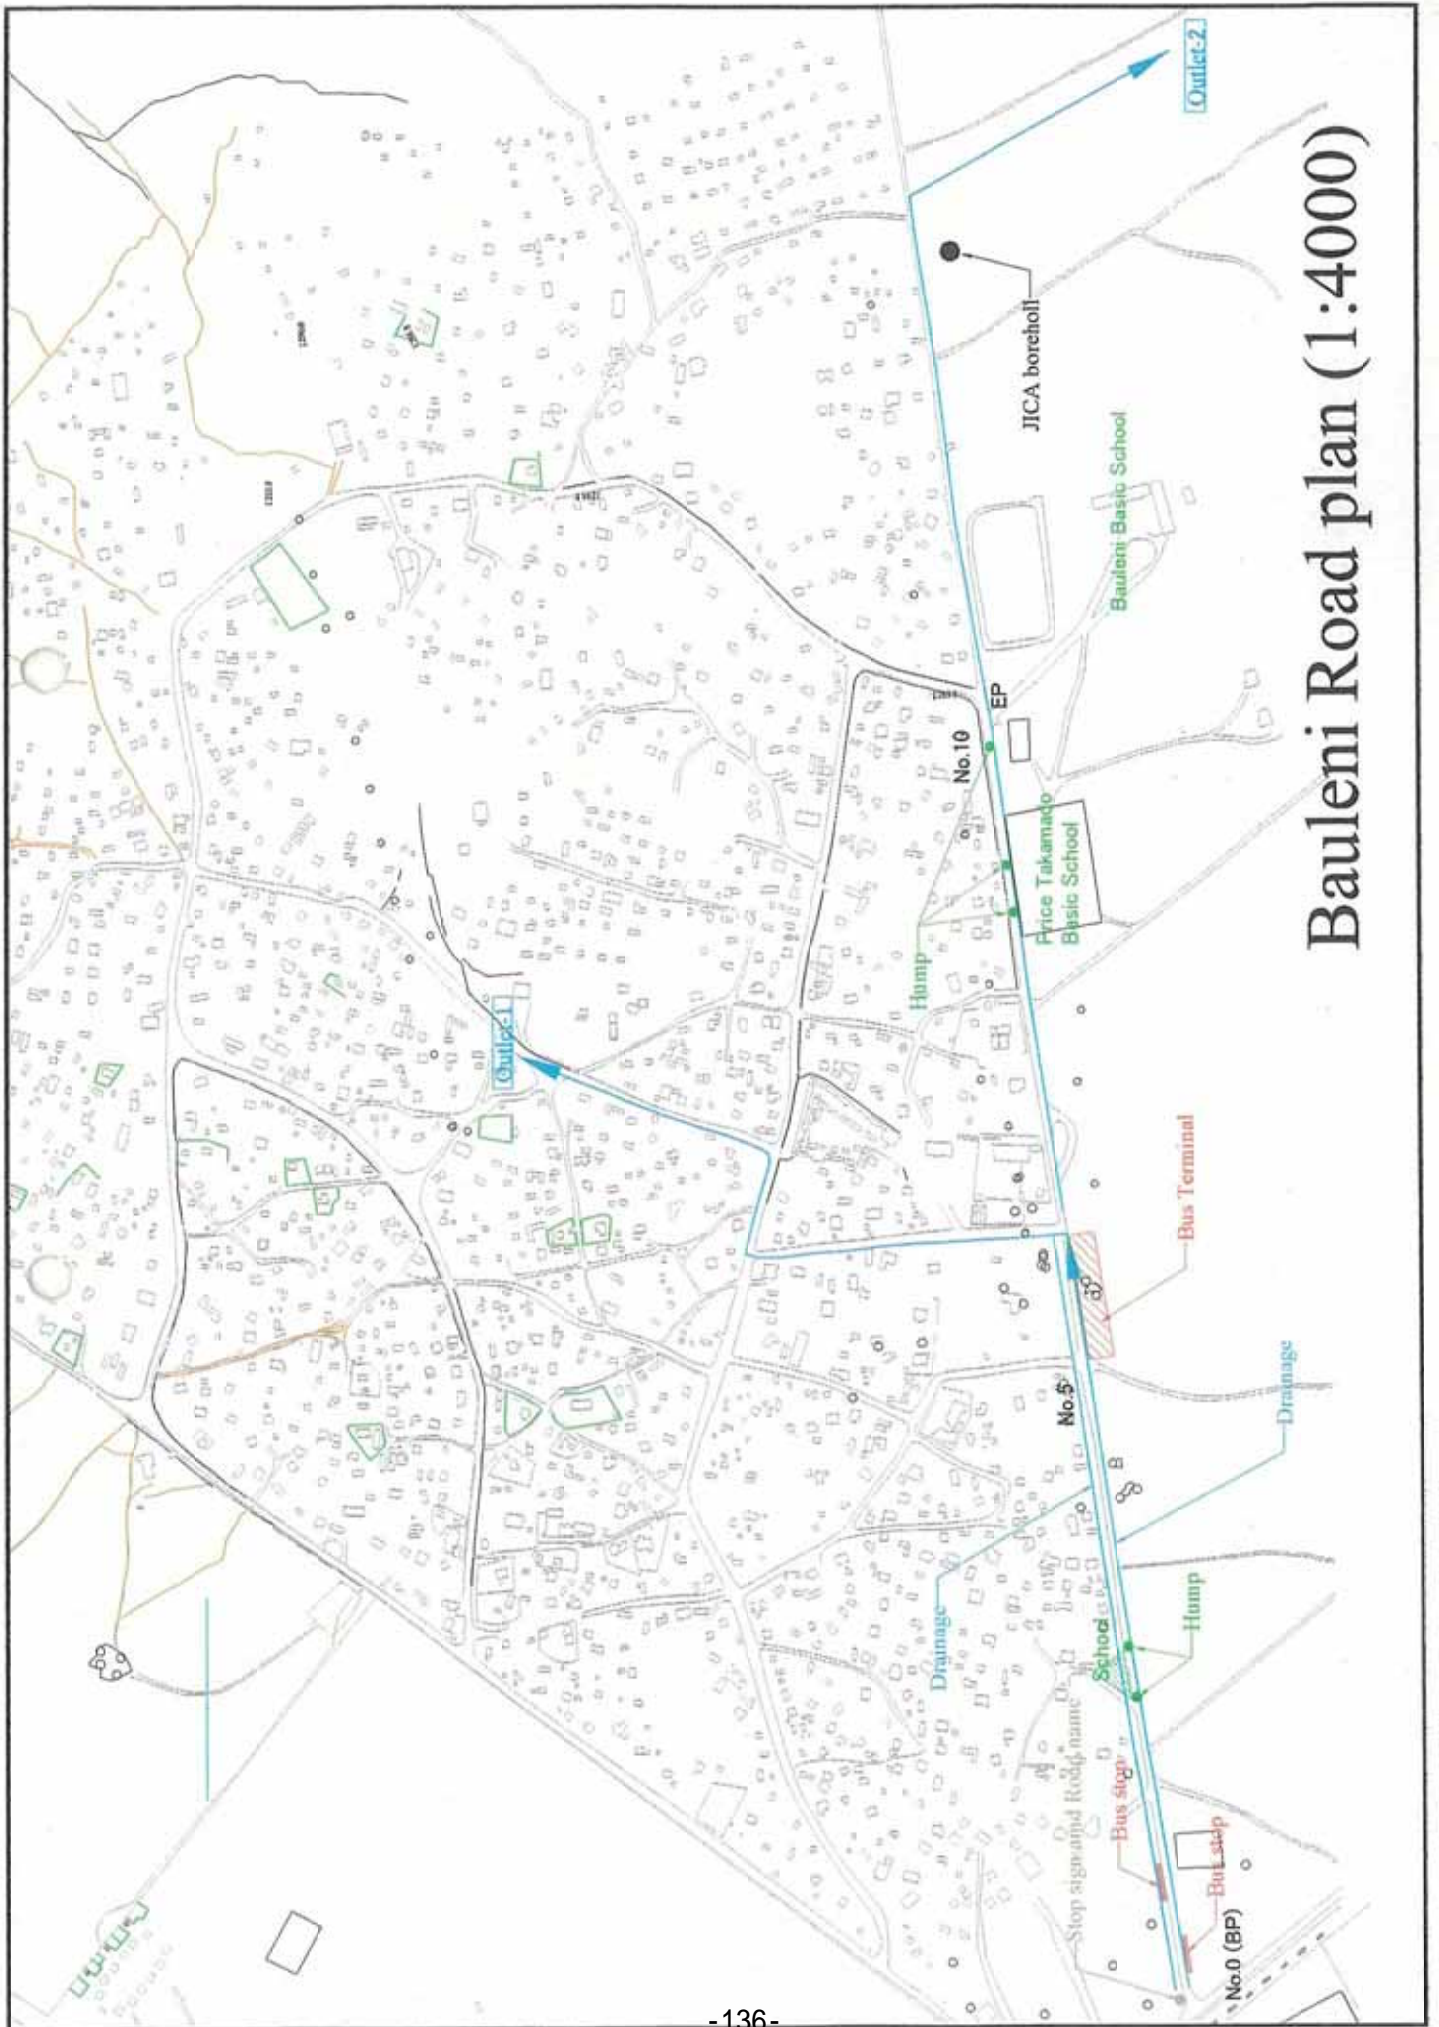 Bauleni Road plan (1:4000)
Outlet-2
JICA boreholl
Bauleni Basic School
EP
No.10
Price Takamado
Basic School
Hump
Outlet-1
Bus Terminal
No.5
Drainage
Drainage
Hump
School
Stop sign and Road name
Bus stop
Bus stop
No.0 (BP)
-136-